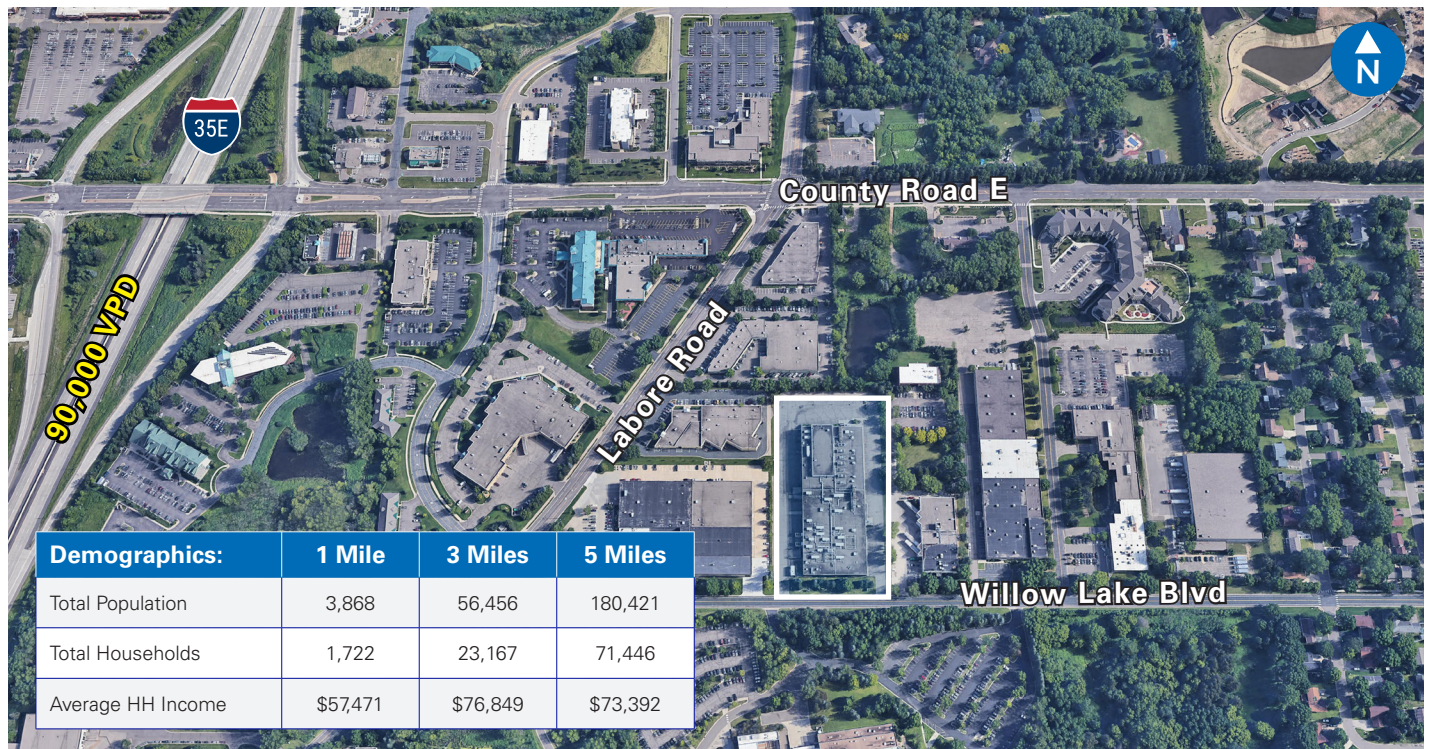 N
35E
County Road E
90,000 VPD
Labore Road
Willow Lake Blvd
Demographics: 1 Mile 3 Miles 5 Miles
Total Population 3,868 56,456 180,421
Total Households 1,722 23,167 71,446
Average HH Income $57,471 $76,849 $73,392